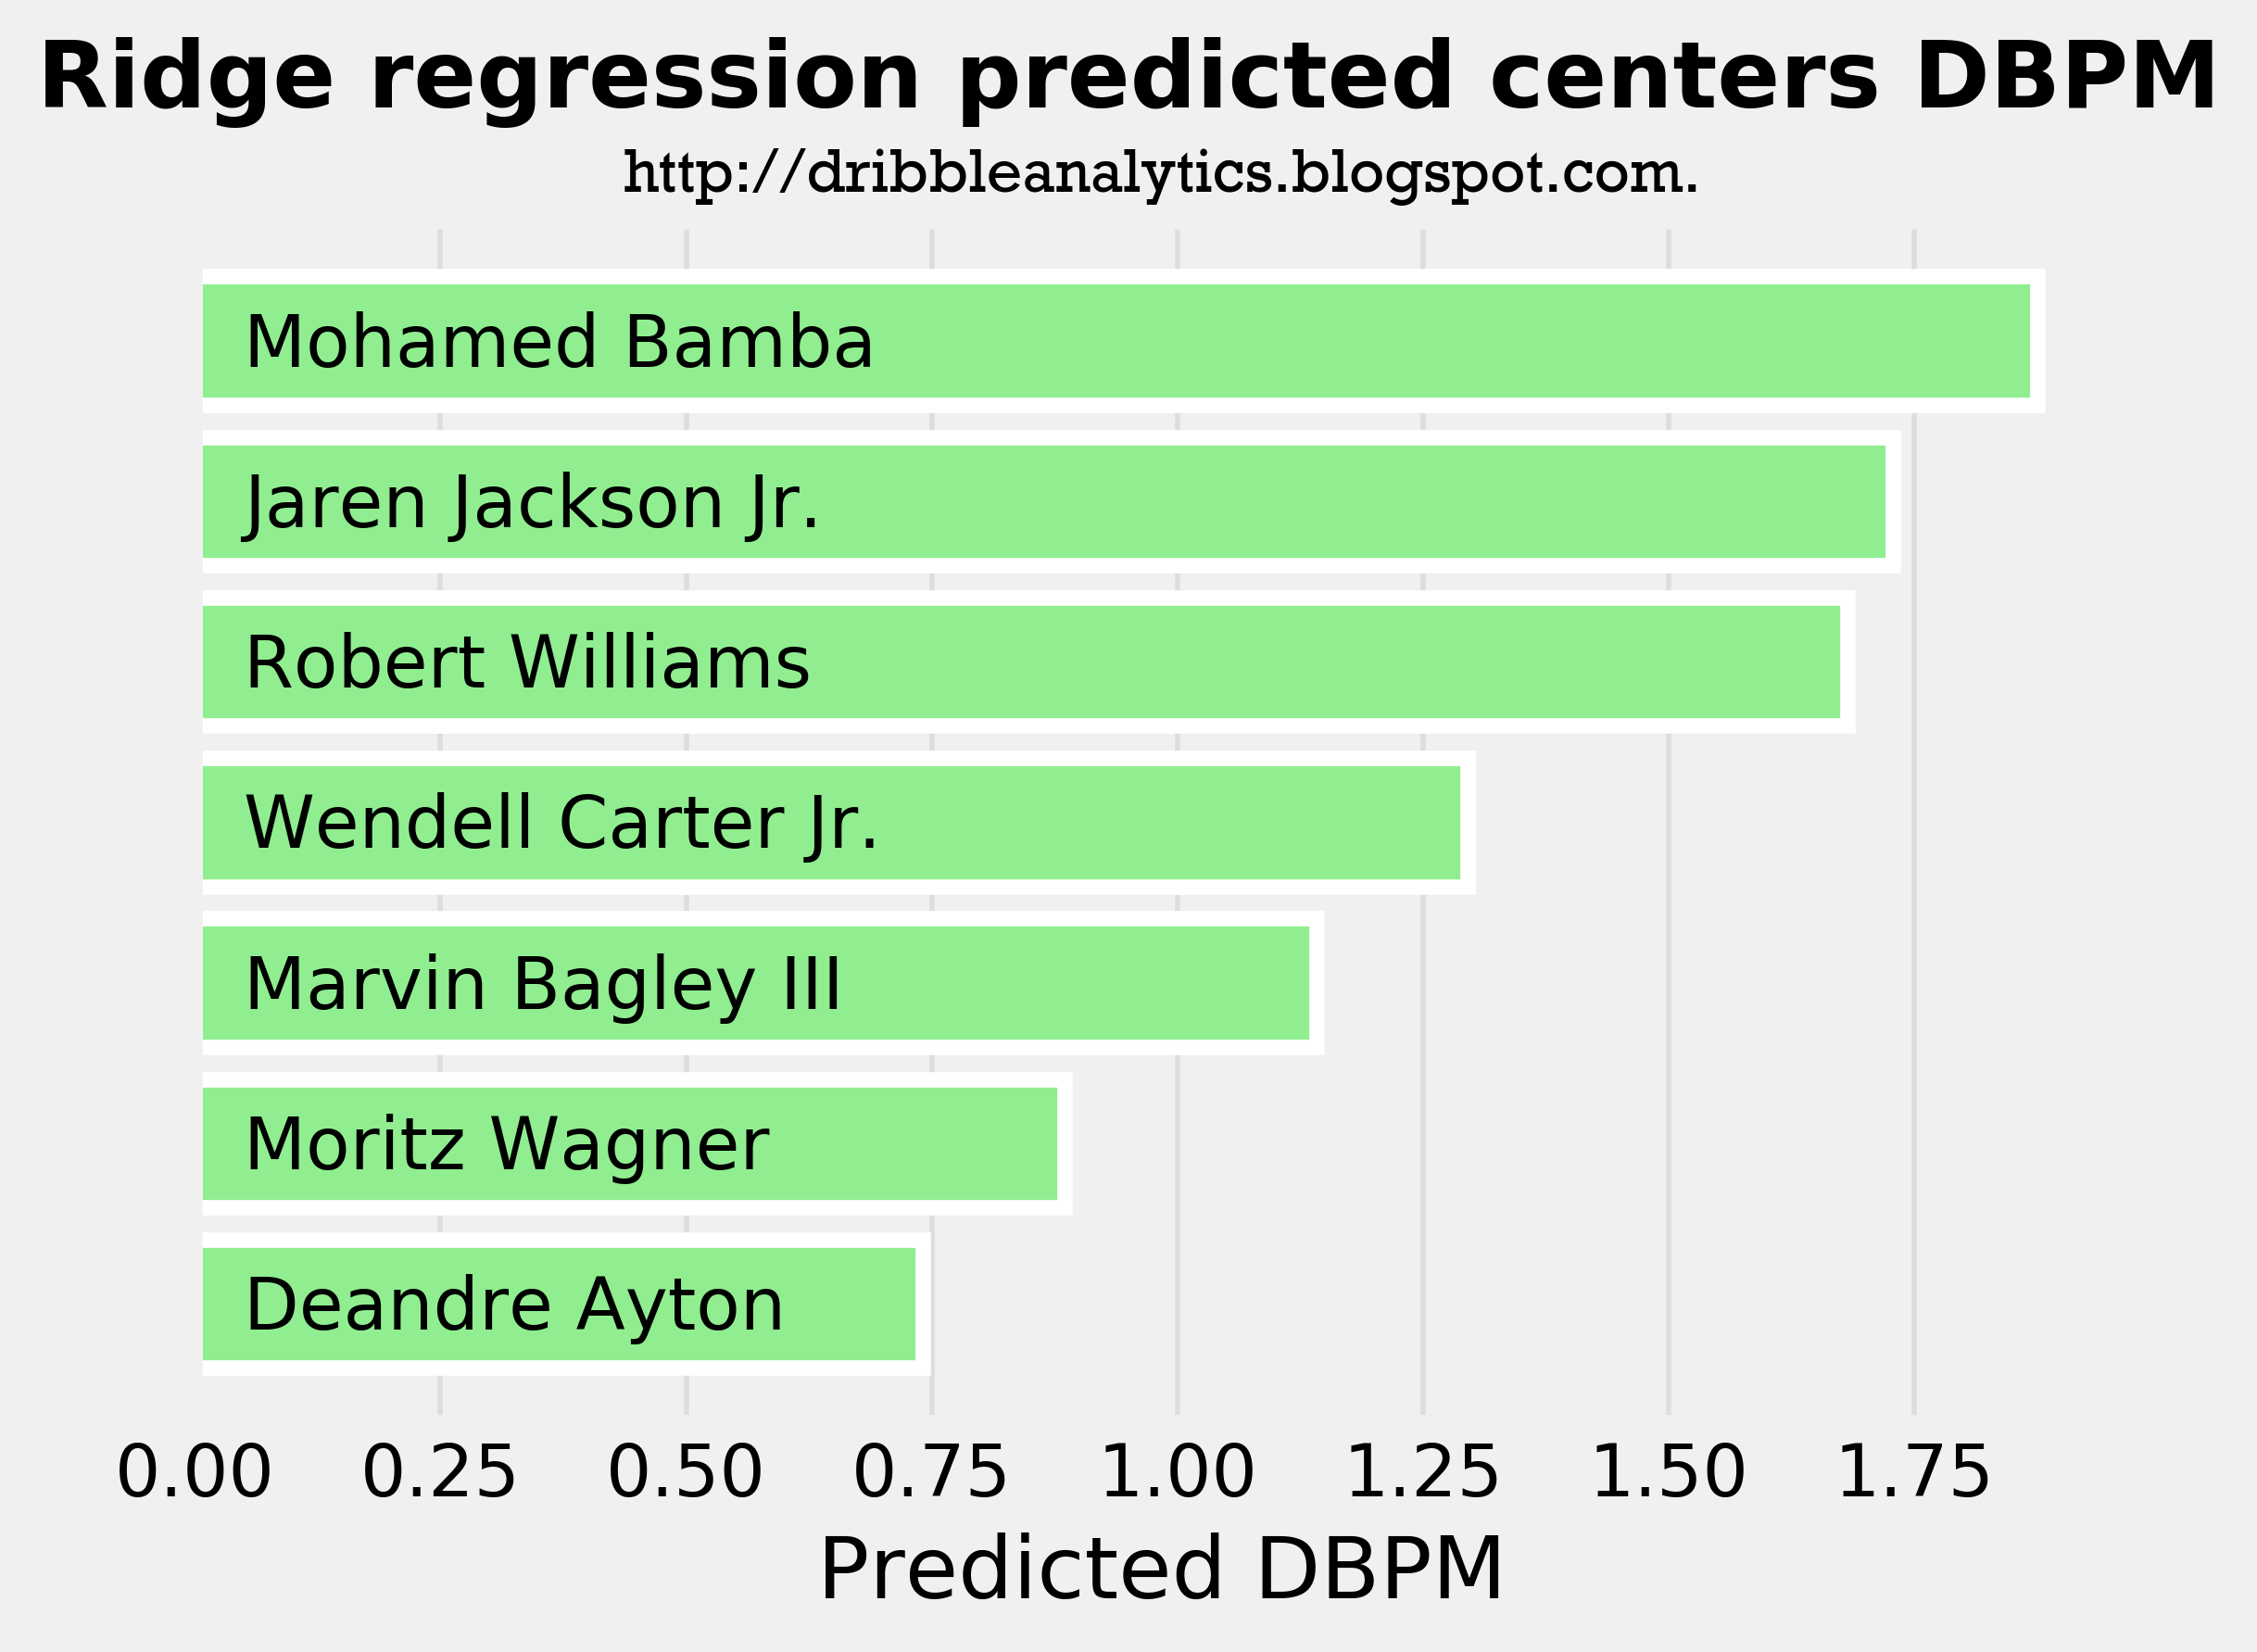 Ridge regression predicted centers DBPM
http://dribbleanalytics.blogspot.com.
Mohamed Bamba
Jaren Jackson Jr.
Robert Williams
Wendell Carter Jr.
Marvin Bagley III
Moritz Wagner
Deandre Ayton
0.00 0.25 0.50 0.75 1.00 1.25 1.50 1.75
Predicted DBPM